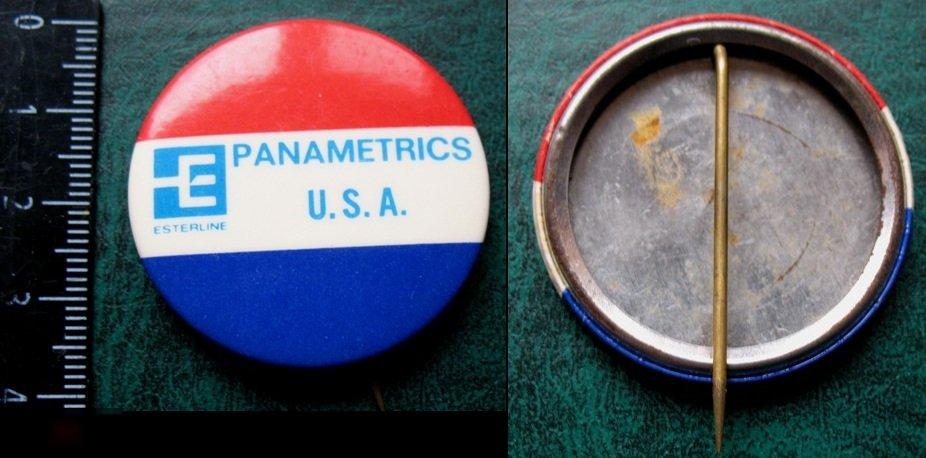 0
1
2
3
4
PANAMETRICS
U.S.A.
ESTERLINE